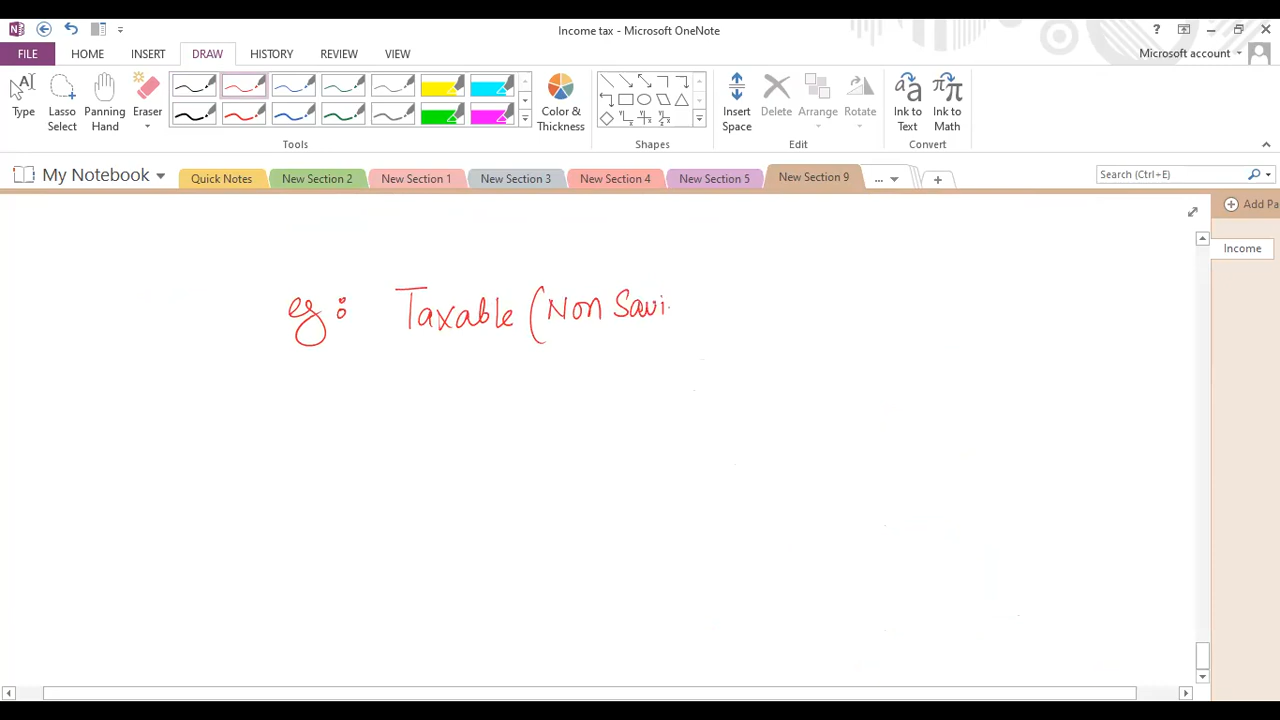 Income tax - Microsoft OneNote
?
FILE HOME INSERT DRAW HISTORY REVIEW VIEW
Microsoft account
Type
Lasso Select
Panning Hand
Eraser
Color & Thickness
Insert Space
Delete
Arrange
Rotate
Ink to Text
Ink to Math
Tools
Shapes
Edit
Convert
My Notebook
Quick Notes
New Section 2
New Section 1
New Section 3
New Section 4
New Section 5
New Section 9
...
Search (Ctrl+E)
Add Pa
Income
eg: Taxable (Non Savi